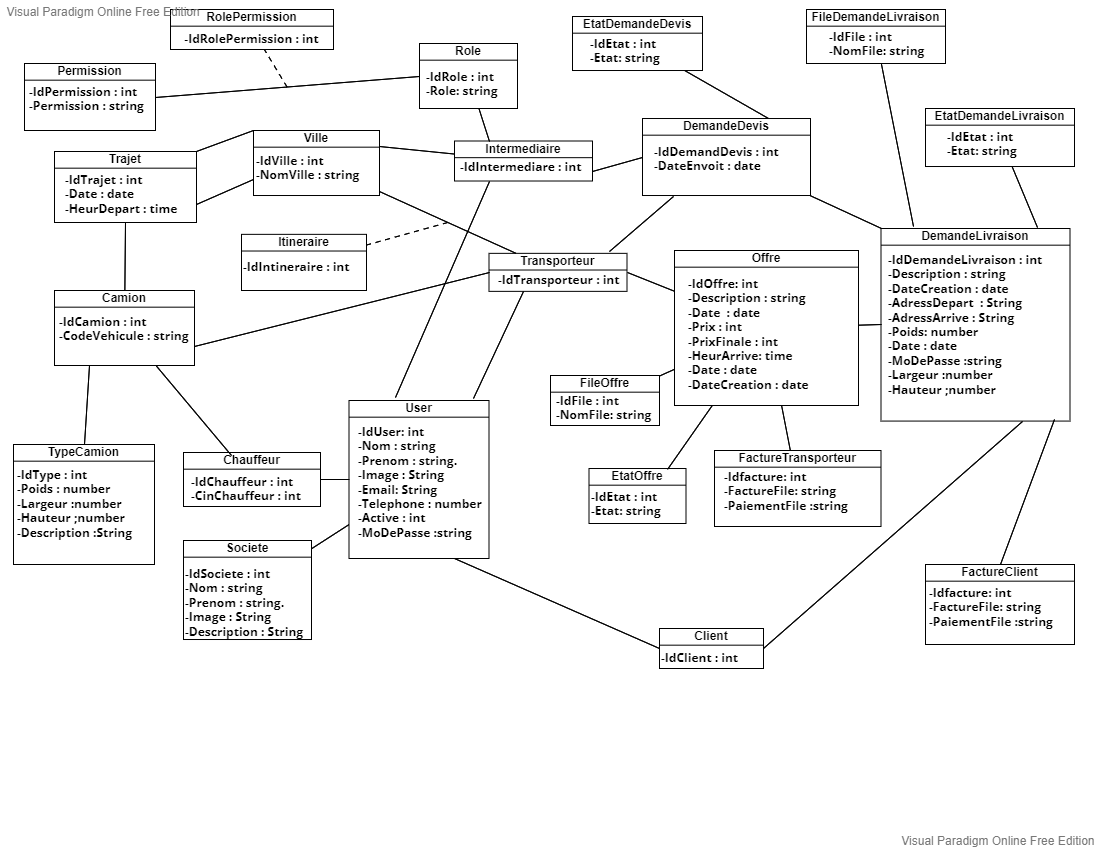 Visual Paradigm Online Free Edition
RolePermission
-IdRolePermission : int
Permission
-IdPermission : int
-Permission : string
Role
-IdRole : int
-Role: string
EtatDemandeDevis
-IdEtat : int
-Etat: string
FileDemandeLivraison
-IdFile : int
-NomFile: string
EtatDemandeLivraison
-IdEtat : int
-Etat: string
DemandeDevis
-IdDemandDevis : int
-DateEnvoit : date
Ville
-IdVille : int
-NomVille : string
Intermediaire
-IdIntermediare : int
Trajet
-IdTrajet : int
-Date : date
-HeurDepart : time
Itineraire
-IdIntineraire : int
Transporteur
-IdTransporteur : int
Offre
-IdOffre: int
-Description : string
-Date : date
-Prix : int
-PrixFinale : int
-HeurArrive: time
-Date : date
-DateCreation : date
DemandeLivraison
-IdDemandeLivraison : int
-Description : string
-DateCreation : date
-AdressDepart : String
-AdressArrive : String
-Poids: number
-Date : date
-MoDePasse :string
-Largeur :number
-Hauteur ;number
Camion
-IdCamion : int
-CodeVehicule : string
FileOffre
-IdFile : int
-NomFile: string
User
-IdUser: int
-Nom : string
-Prenom : string.
-Image : String
-Email: String
-Telephone : number
-Active : int
-MoDePasse :string
TypeCamion
-IdType : int
-Poids : number
-Largeur :number
-Hauteur ;number
-Description :String
Chauffeur
-IdChauffeur : int
-CinChauffeur : int
EtatOffre
-IdEtat : int
-Etat: string
FactureTransporteur
-Idfacture: int
-FactureFile: string
-PaiementFile :string
Societe
-IdSociete : int
-Nom : string
-Prenom : string.
-Image : String
-Description : String
FactureClient
-Idfacture: int
-FactureFile: string
-PaiementFile :string
Client
-IdClient : int
Visual Paradigm Online Free Edition